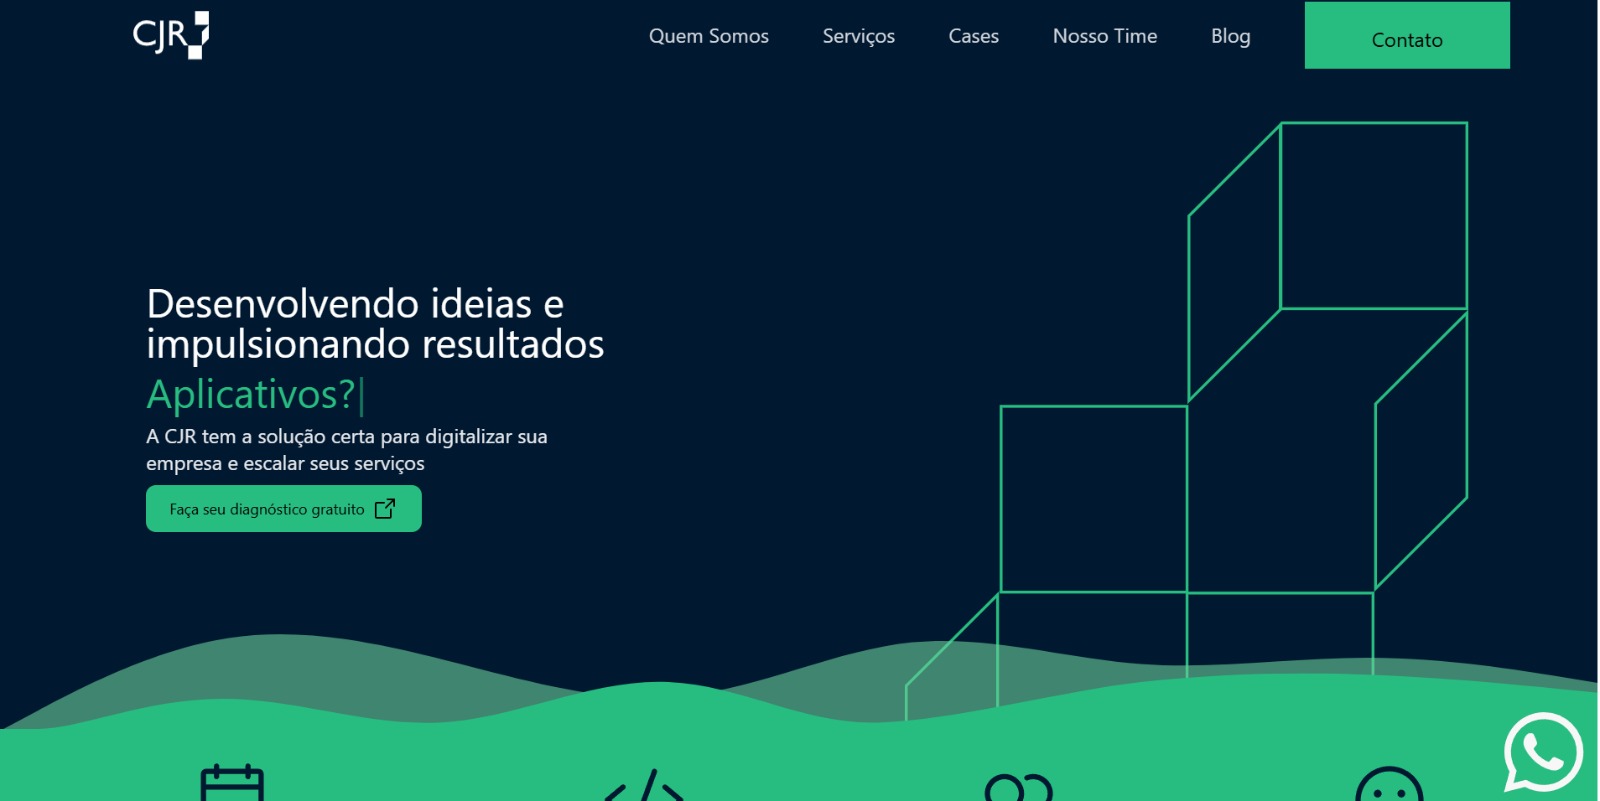 CJR
Quem Somos
Serviços
Cases
Nosso Time
Blog
Contato
Desenvolvendo ideias e
impulsionando resultados
Aplicativos?|
A CJR tem a solução certa para digitalizar sua
empresa e escalar seus serviços
Faça seu diagnóstico gratuito